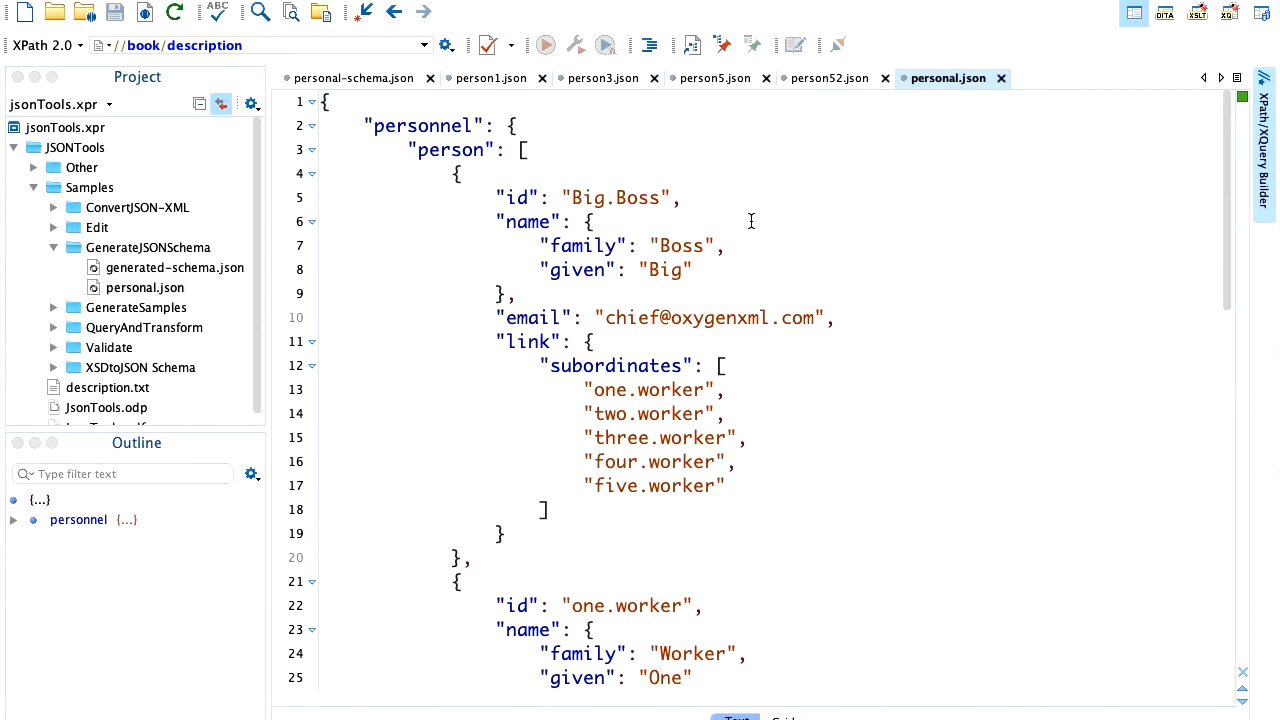 ABC
DITA
XSLT
XQ
XPath 2.0
//book/description
Project
jsonTools.xpr
jsonTools.xpr
JSONTools
Other
Samples
ConvertJSON-XML
Edit
GenerateJSONSchema
generated-schema.json
personal.json
GenerateSamples
QueryAndTransform
Validate
XSDtoJSON Schema
description.txt
JsonTools.odp
Outline
Type filter text
{...}
personnel {...}
personal-schema.json person1.json person3.json person5.json person52.json personal.json
1 {
2 "personnel": {
3 "person": [
4 {
5 "id": "Big.Boss",
6 "name": {
7 "family": "Boss",
8 "given": "Big"
9 },
10 "email": "chief@oxygenxml.com",
11 "link": {
12 "subordinates": [
13 "one.worker",
14 "two.worker",
15 "three.worker",
16 "four.worker",
17 "five.worker"
18 ]
19 }
20 },
21 {
22 "id": "one.worker",
23 "name": {
24 "family": "Worker",
25 "given": "One"
XPath/XQuery Builder